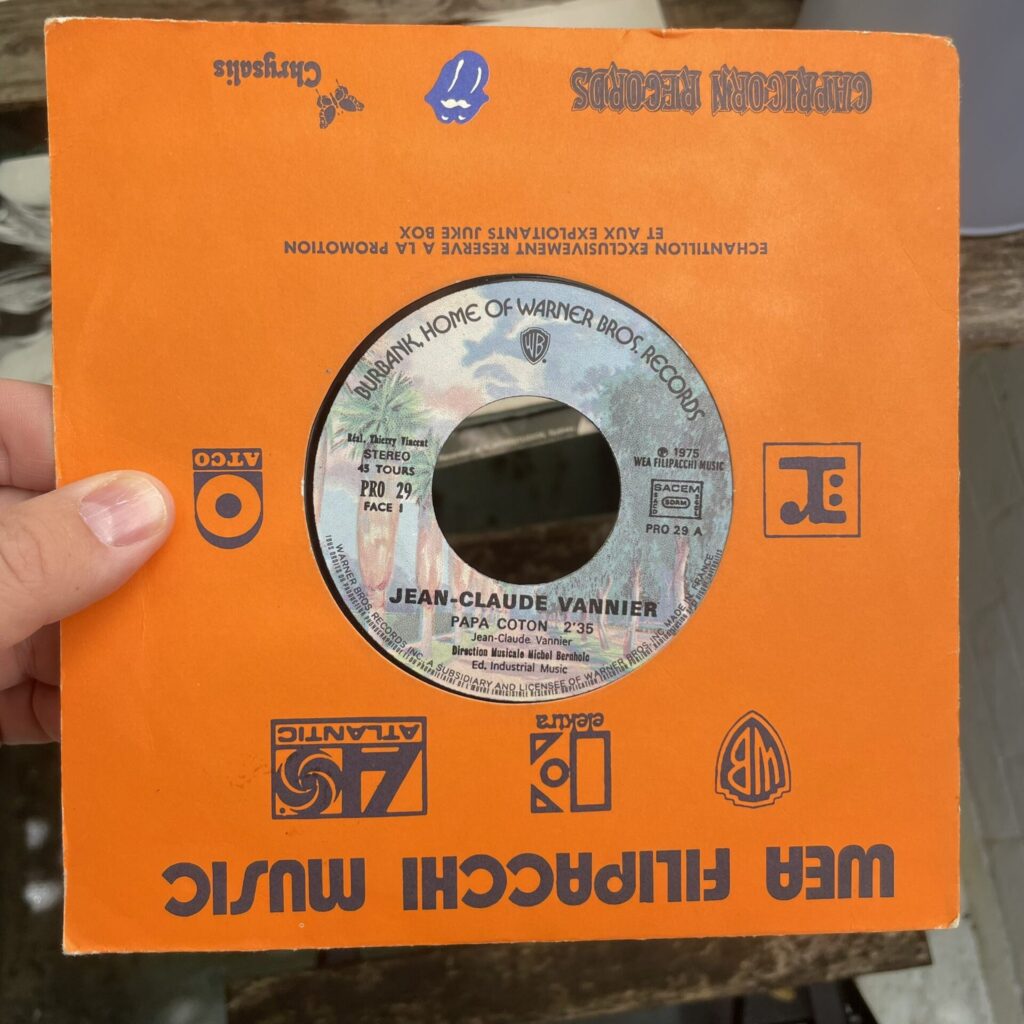 Chrysalis
CAPRICORN RECORDS
ECHANTILLON EXCLUSIVEMENT RESERVE A LA PROMOTION
ET AUX EXPLOITANTS JUKE BOX
BURBANK, HOME OF WARNER BROS. RECORDS
WB
Réal. Thierry Vincent
STEREO
45 TOURS
PRO 29
FACE 1
℗ 1975
WEA FILIPACCHI MUSIC
SACEM
SDRM
PRO 29 A
JEAN-CLAUDE VANNIER
PAPA COTON 2'35
Jean-Claude Vannier
Direction Musicale Michel Bernholc
Ed. Industrial Music
WARNER BROS. RECORDS INC. A SUBSIDIARY AND LICENSEE OF WARNER BROS. INC. MADE IN FRANCE
ATCO
ATLANTIC
elektra
WB
WEA FILIPACCHI MUSIC